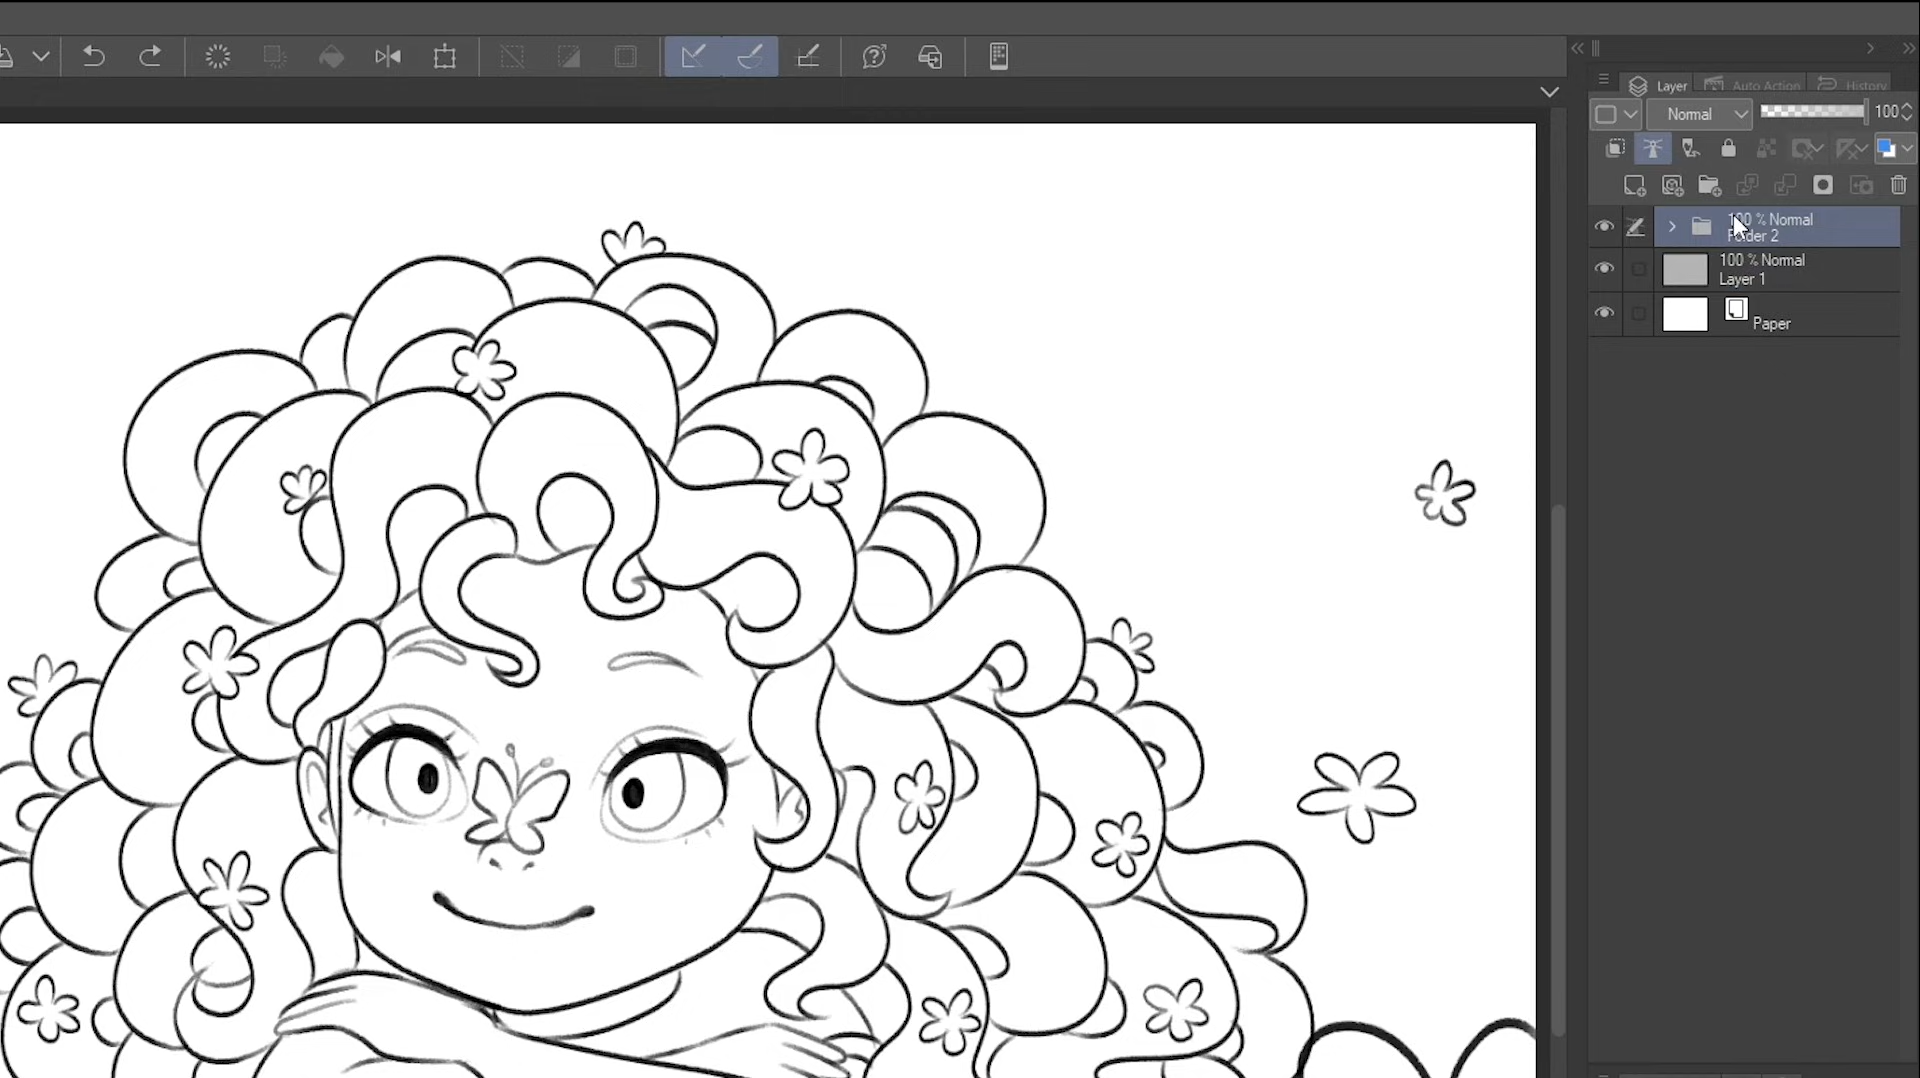 Layer Auto Action History
Normal 100
100 % Normal
Folder 2
100 % Normal
Layer 1
Paper